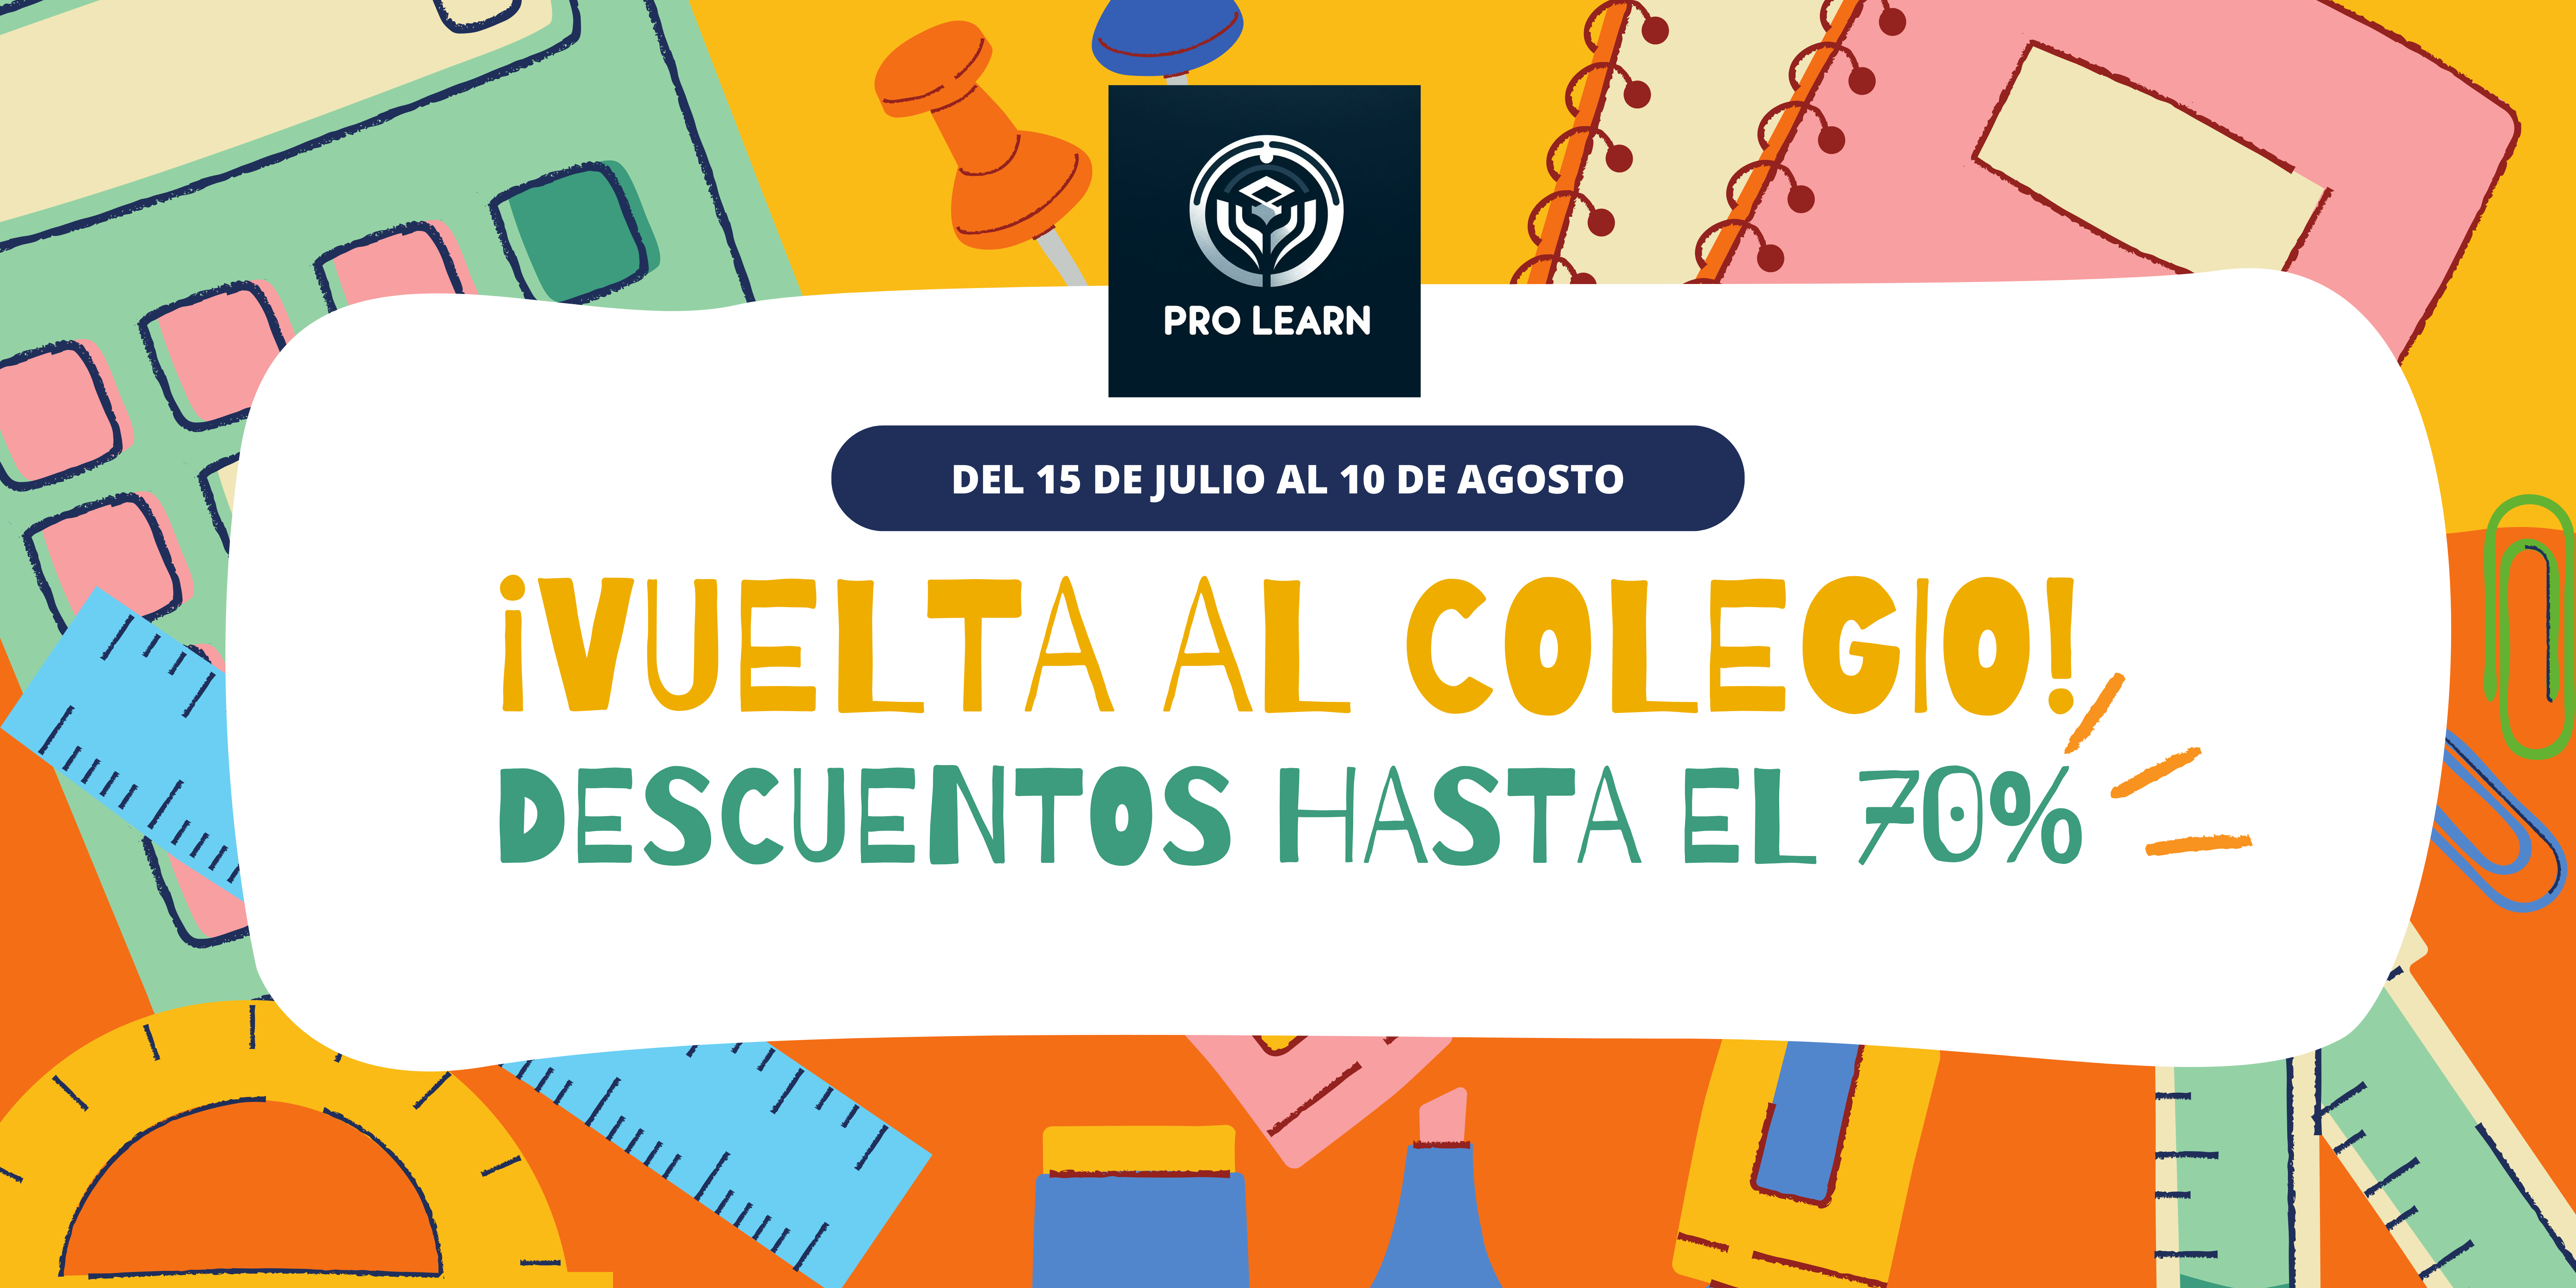 PRO LEARN
DEL 15 DE JULIO AL 10 DE AGOSTO
¡VUELTA AL COLEGIO!
DESCUENTOS HASTA EL 70%